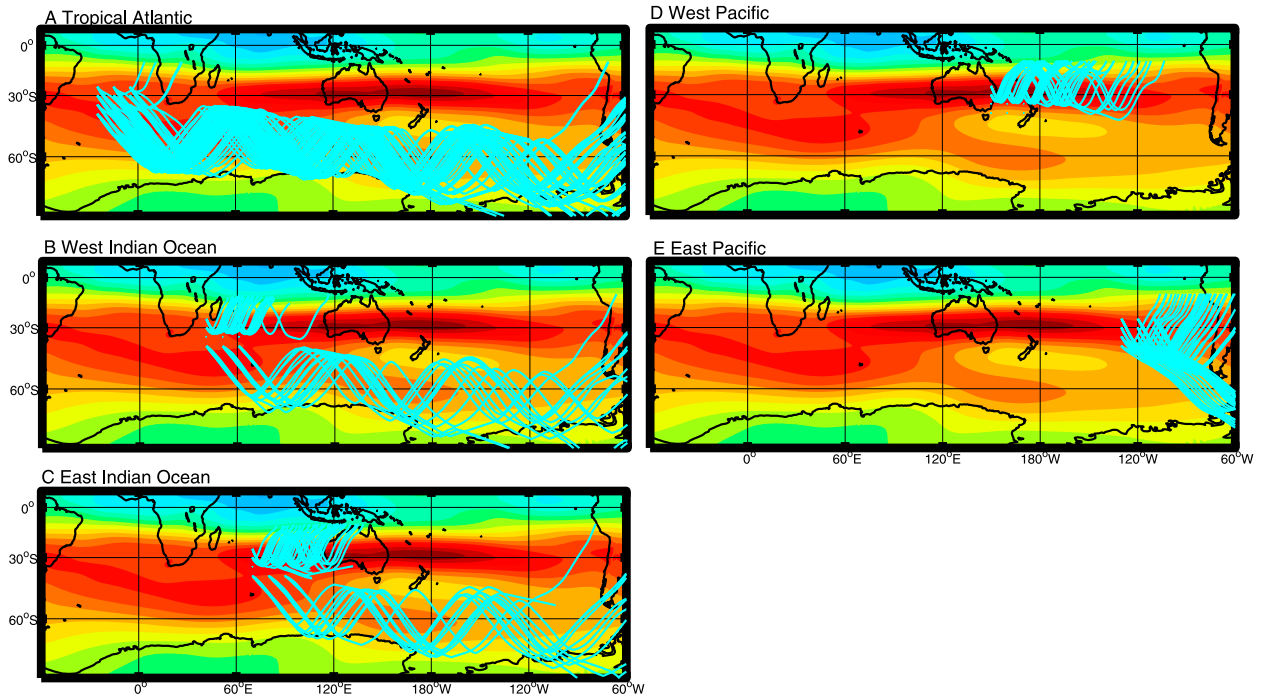 A Tropical Atlantic
0°
30°S
60°S
B West Indian Ocean
0°
30°S
60°S
C East Indian Ocean
0°
30°S
60°S
0° 60°E 120°E 180°W 120°W 60°W
D West Pacific
E East Pacific
0° 60°E 120°E 180°W 120°W 60°W